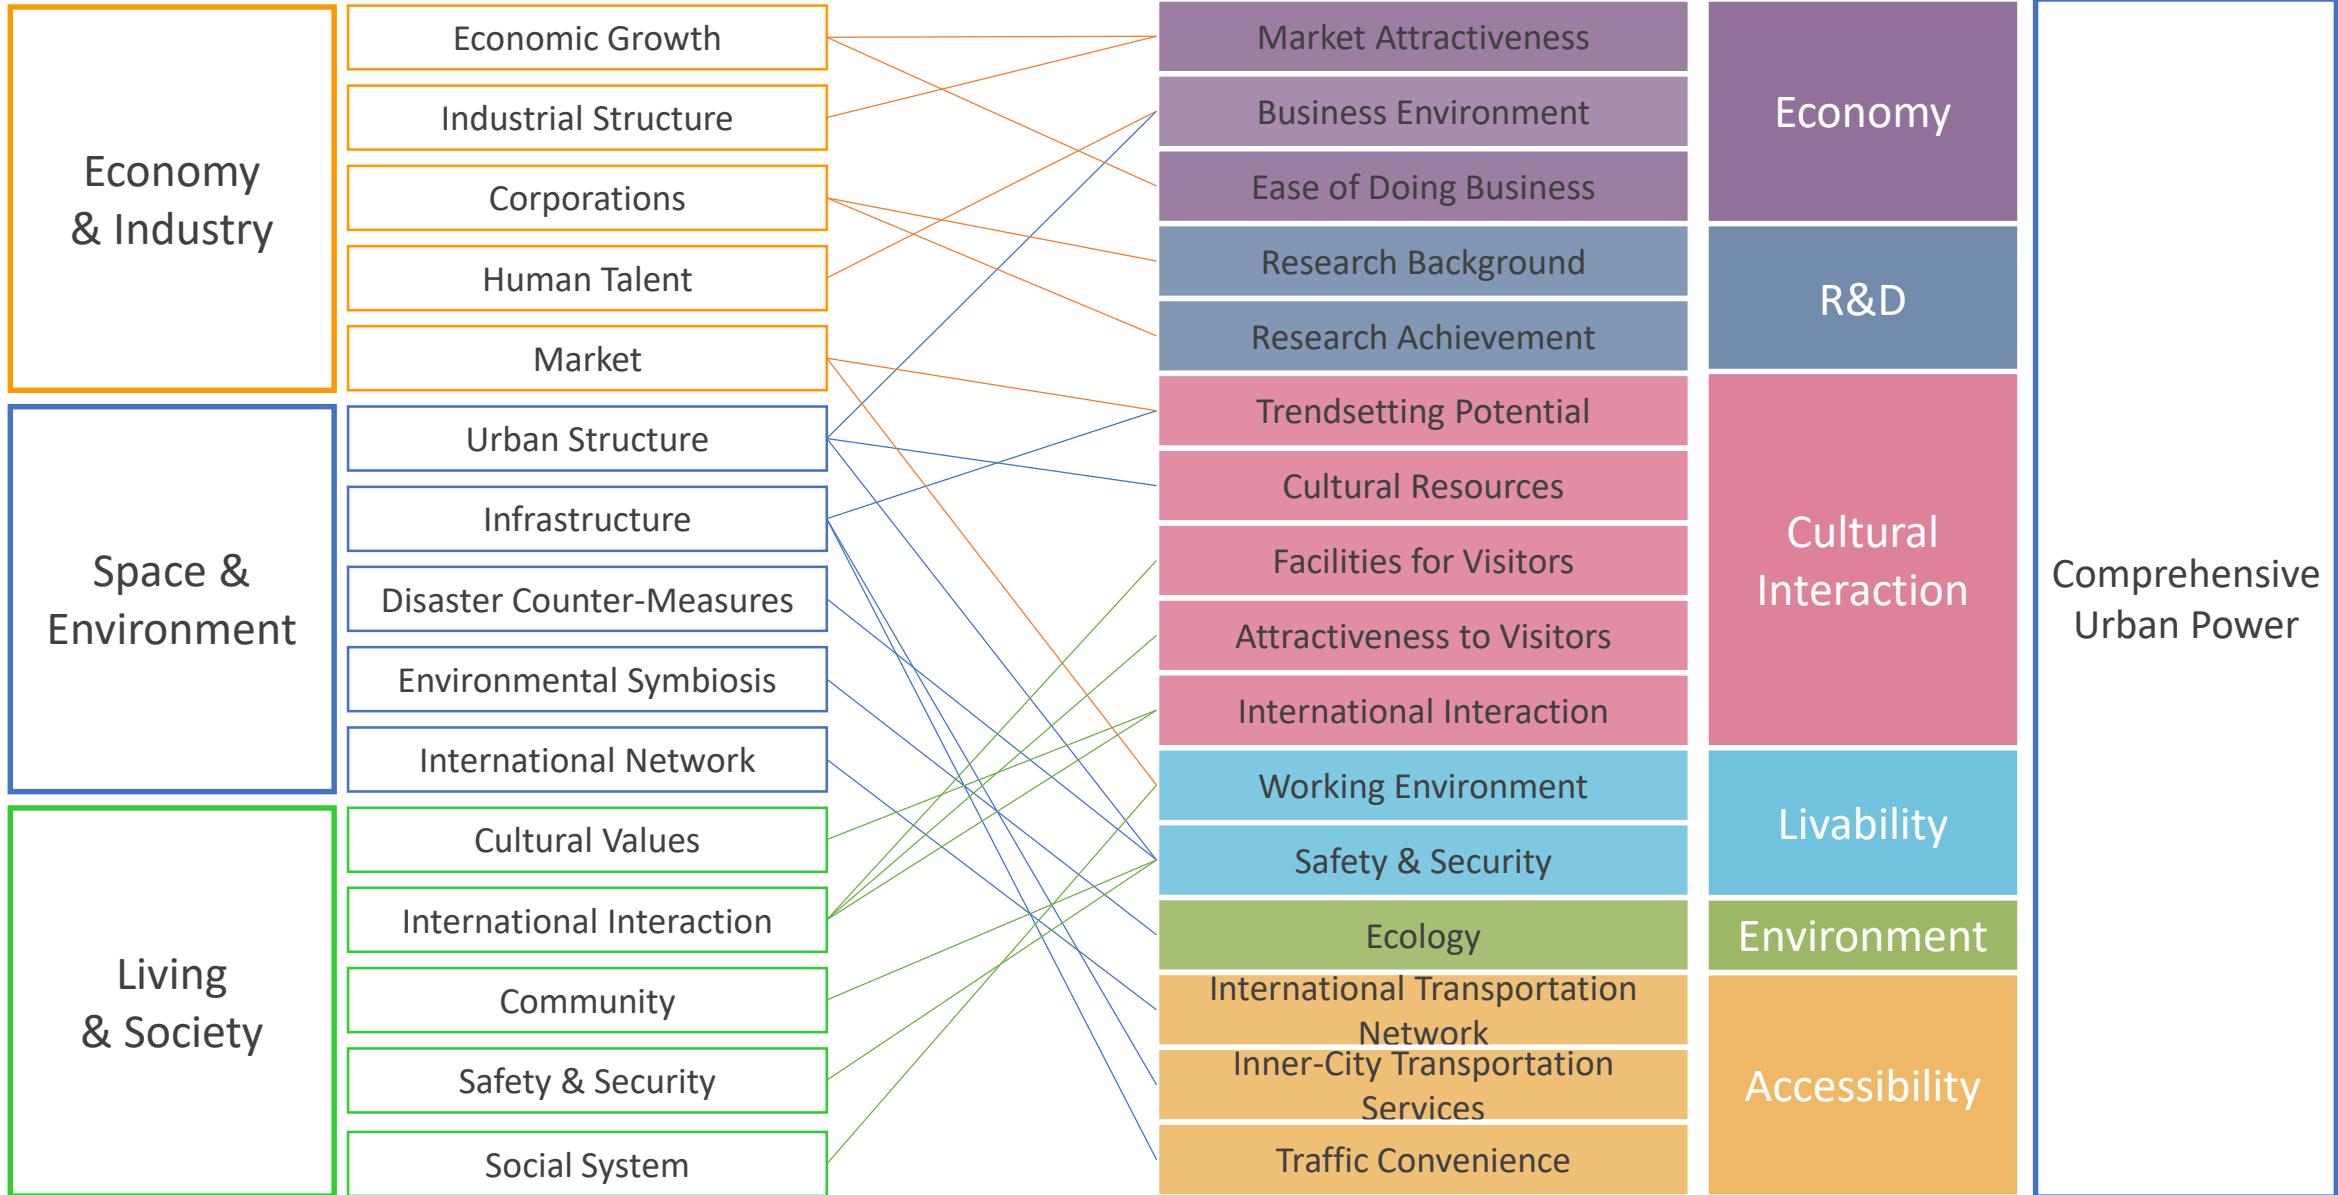 Economy
& Industry
Economic Growth
Industrial Structure
Corporations
Human Talent
Market
Space &
Environment
Urban Structure
Infrastructure
Disaster Counter-Measures
Environmental Symbiosis
International Network
Living
& Society
Cultural Values
International Interaction
Community
Safety & Security
Social System
Market Attractiveness
Business Environment
Ease of Doing Business
Research Background
Research Achievement
Trendsetting Potential
Cultural Resources
Facilities for Visitors
Attractiveness to Visitors
International Interaction
Working Environment
Safety & Security
Ecology
International Transportation
Network
Inner-City Transportation
Services
Traffic Convenience
Economy
R&D
Cultural
Interaction
Livability
Environment
Accessibility
Comprehensive
Urban Power